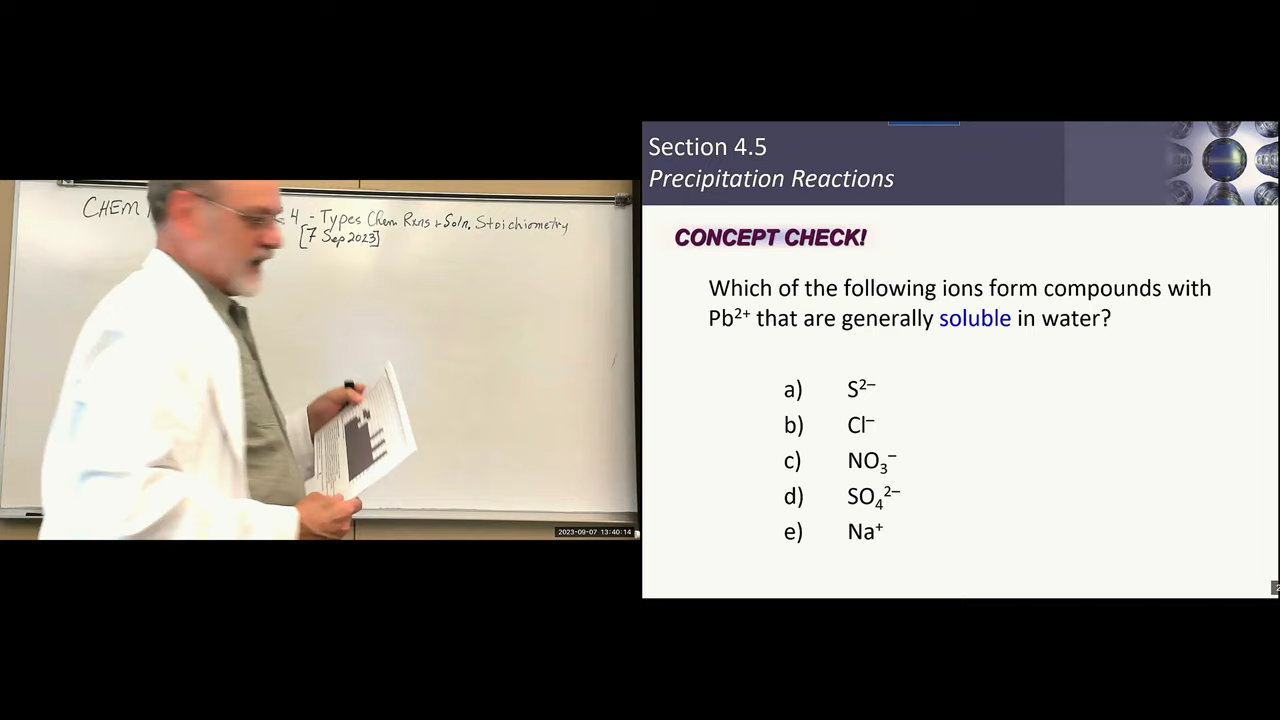 CHEM
4 - Types Chem Rxns + Soln. Stoichiometry
[7 Sep 2023]
2023-09-07 13:40:14
Section 4.5
Precipitation Reactions
CONCEPT CHECK!
Which of the following ions form compounds with
Pb²⁺ that are generally soluble in water?
a) S²⁻
b) Cl⁻
c) NO₃⁻
d) SO₄²⁻
e) Na⁺